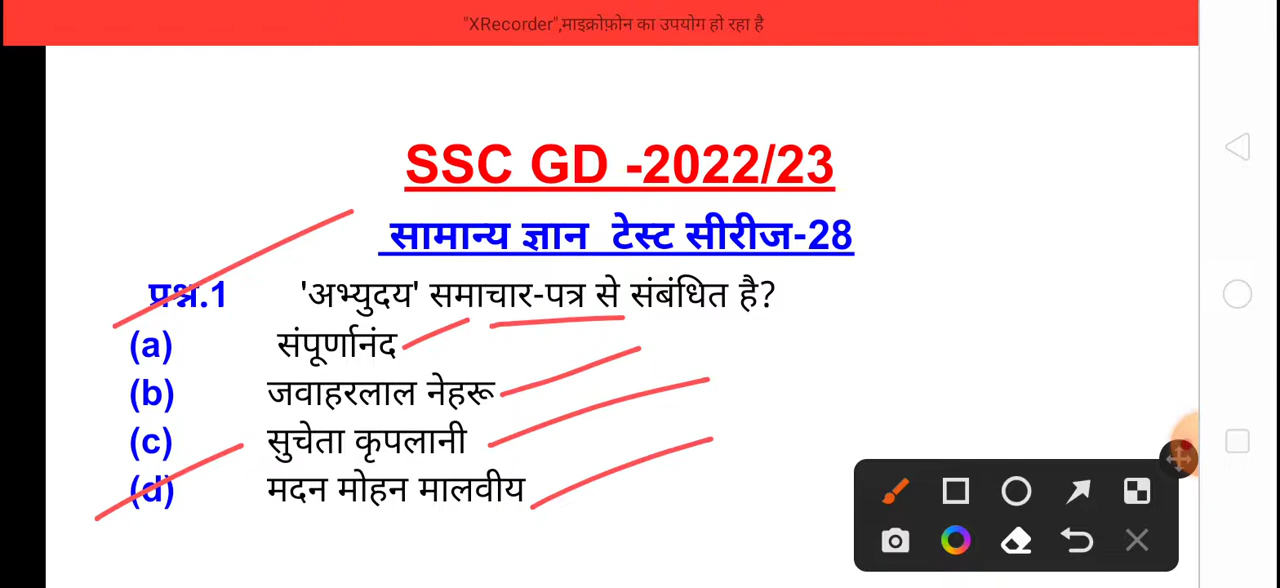 "XRecorder",माइक्रोफ़ोन का उपयोग हो रहा है
SSC GD -2022/23
सामान्य ज्ञान टेस्ट सीरीज-28
प्रश्न.1 'अभ्युदय' समाचार-पत्र से संबंधित है?
(a) संपूर्णानंद
(b) जवाहरलाल नेहरू
(c) सुचेता कृपलानी
(d) मदन मोहन मालवीय